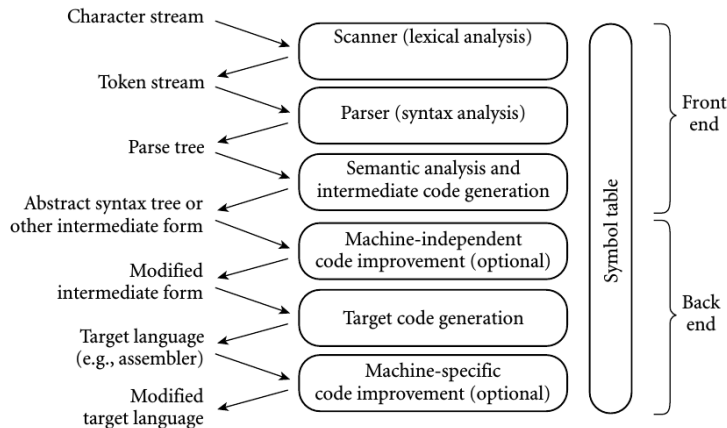 Character stream
Scanner (lexical analysis)
Token stream
Parser (syntax analysis)
Parse tree
Semantic analysis and
intermediate code generation
Abstract syntax tree or
other intermediate form
Machine-independent
code improvement (optional)
Modified
intermediate form
Target code generation
Target language
(e.g., assembler)
Machine-specific
code improvement (optional)
Modified
target language
Symbol table
Front
end
Back
end